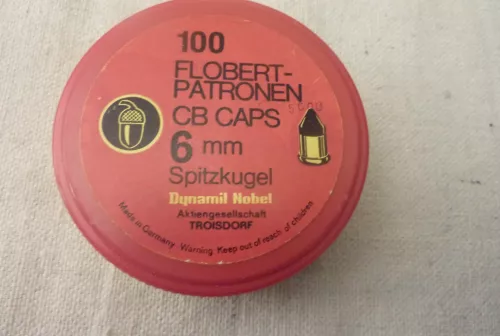 100
FLOBERT-
PATRONEN
CB CAPS
6 mm
Spitzkugel
Dynamit Nobel
Aktiengesellschaft
TROISDORF
Made in Germany Warning Keep out of reach of children